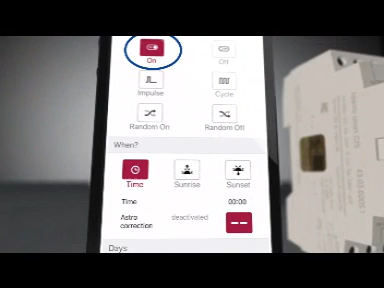 On Off
Impulse Cycle
Random On Random Off
When?
Time Sunrise Sunset
Time 00:00
Astro deactivated
correction
Days